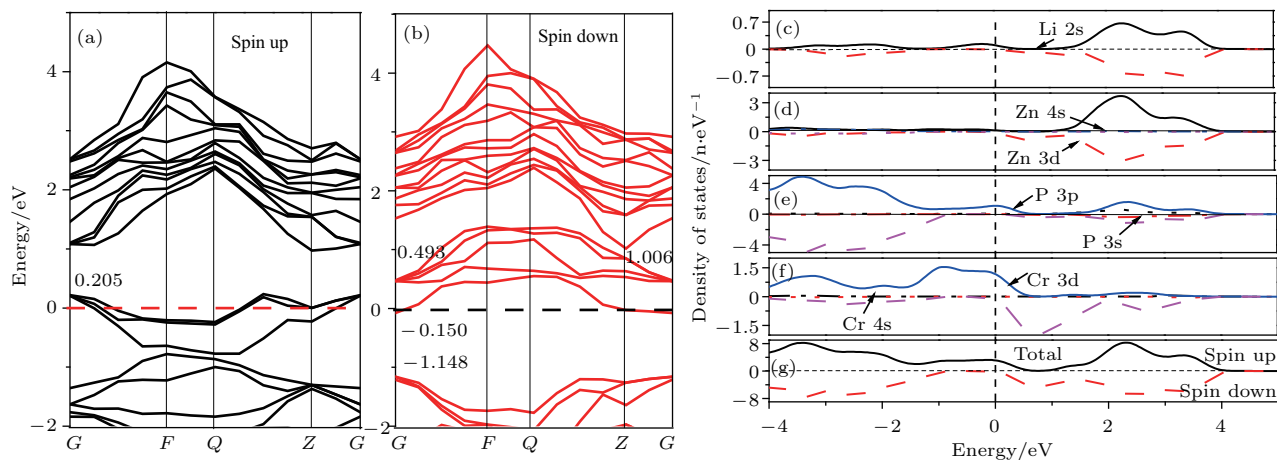 (a)
Spin up
4
2
0
−2
Energy/eV
0.205
G F Q Z G
(b)
Spin down
4
2
0
−2
0.493
1.006
−0.150
−1.148
G F Q Z G
Density of states/n·eV−1
(c)
0.7
0
−0.7
Li 2s
(d)
3
0
−3
Zn 4s
Zn 3d
(e)
4
0
−4
P 3p
P 3s
(f)
1.5
0
−1.5
Cr 3d
Cr 4s
(g)
8
0
−8
Total
Spin up
Spin down
−4 −2 0 2 4
Energy/eV